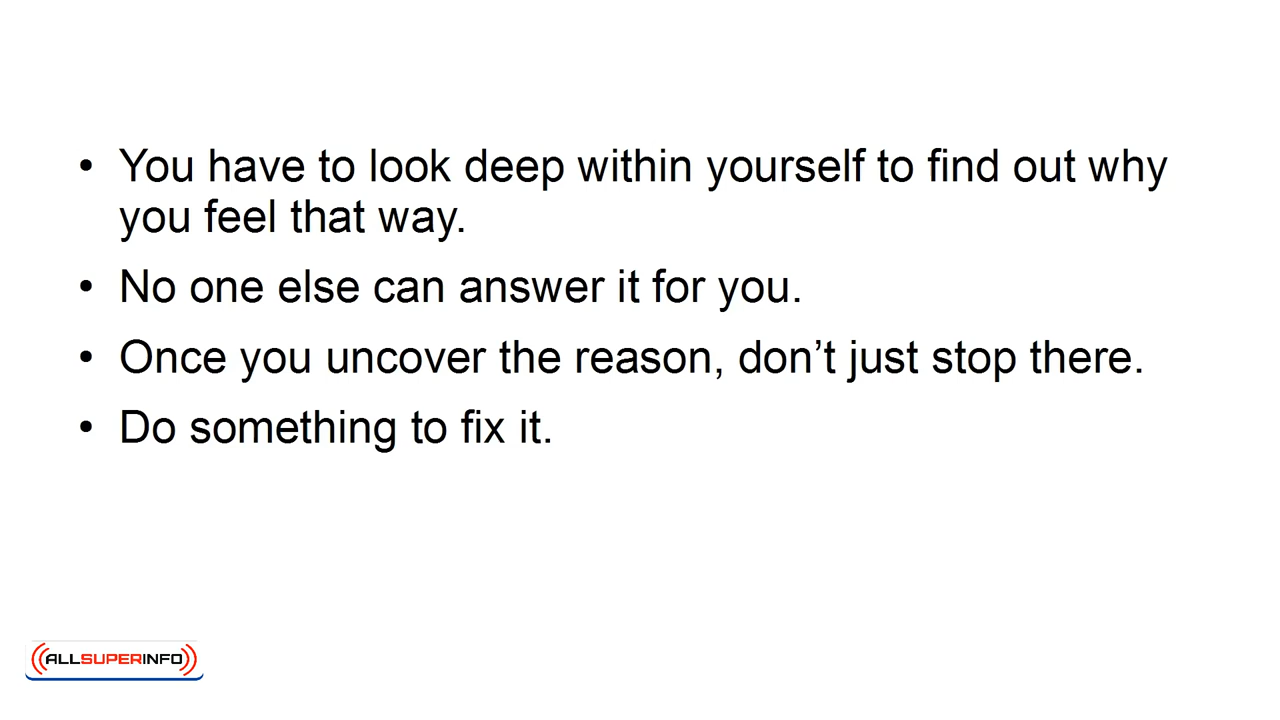 • You have to look deep within yourself to find out why
you feel that way.
• No one else can answer it for you.
• Once you uncover the reason, don’t just stop there.
• Do something to fix it.
ALLSUPERINFO